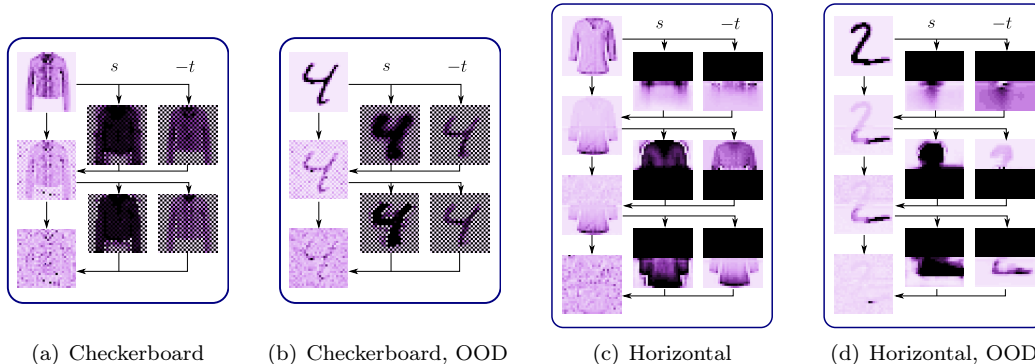 s −t
s −t
s −t
s −t
(a) Checkerboard
(b) Checkerboard, OOD
(c) Horizontal
(d) Horizontal, OOD